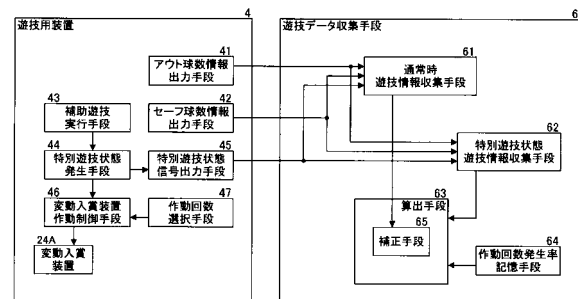 4
遊技用装置
41
アウト球数情報
出力手段
43
補助遊技
実行手段
42
セーフ球数情報
出力手段
44
特別遊技状態
発生手段
45
特別遊技状態
信号出力手段
46
変動入賞装置
作動制御手段
47
作動回数
選択手段
24A
変動入賞
装置
6
遊技データ収集手段
61
通常時
遊技情報収集手段
62
特別遊技状態
遊技情報収集手段
63
算出手段
65
補正手段
64
作動回数発生率
記憶手段